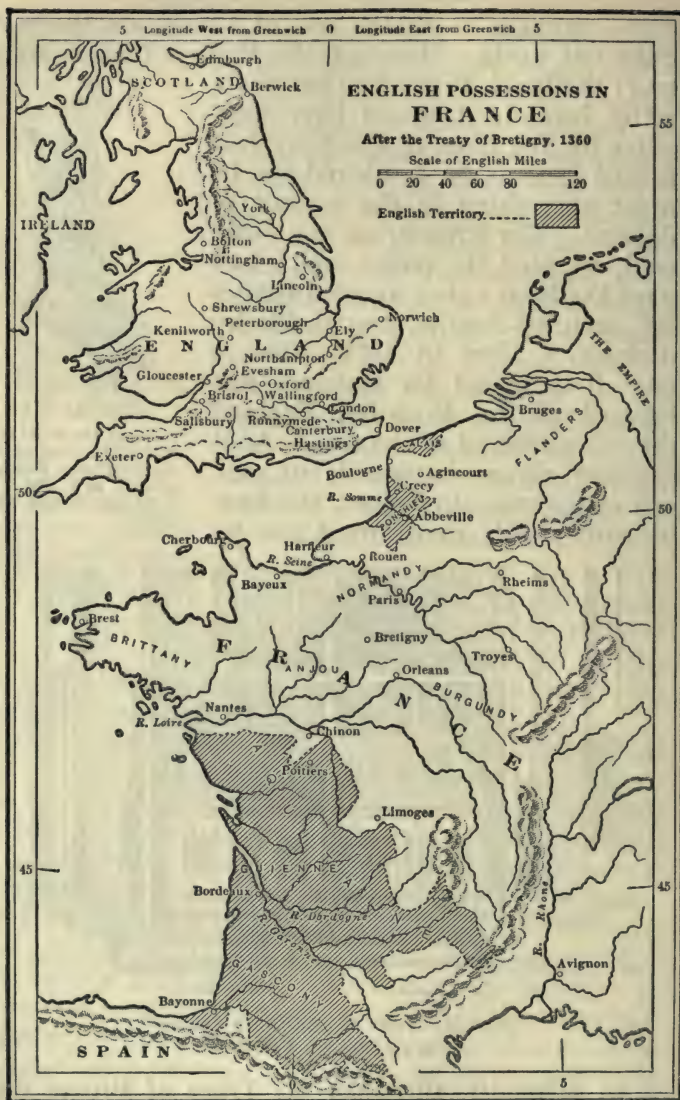 5 Longitude West from Greenwich 0 Longitude East from Greenwich 5
ENGLISH POSSESSIONS IN
FRANCE
After the Treaty of Bretigny, 1360
Scale of English Miles
0 20 40 60 80 120
English Territory
55
50
45
55
50
45
Edinburgh
SCOTLAND
Berwick
IRELAND
York
Bolton
Nottingham
Lincoln
Shrewsbury
Peterborough
Norwich
Kenilworth
Ely
ENGLAND
Northampton
Evesham
Gloucester
Oxford
Bristol
Wallingford
London
Salisbury
Runnymede
Canterbury
Dover
Hastings
Exeter
THE EMPIRE
Bruges
FLANDERS
CALAIS
Boulogne
Agincourt
Crecy
R. Somme
PONTHIEU
Abbeville
Cherbourg
Harfleur
R. Seine
Rouen
Bayeux
NORMANDY
Rheims
Paris
Brest
BRITTANY
FRANCE
Bretigny
ANJOU
Troyes
Orleans
BURGUNDY
Nantes
R. Loire
Chinon
Poitiers
Limoges
GUIENNE
Bordeaux
R. Dordogne
R. Garonne
R. Rhone
GASCONY
Avignon
Bayonne
SPAIN
0 5